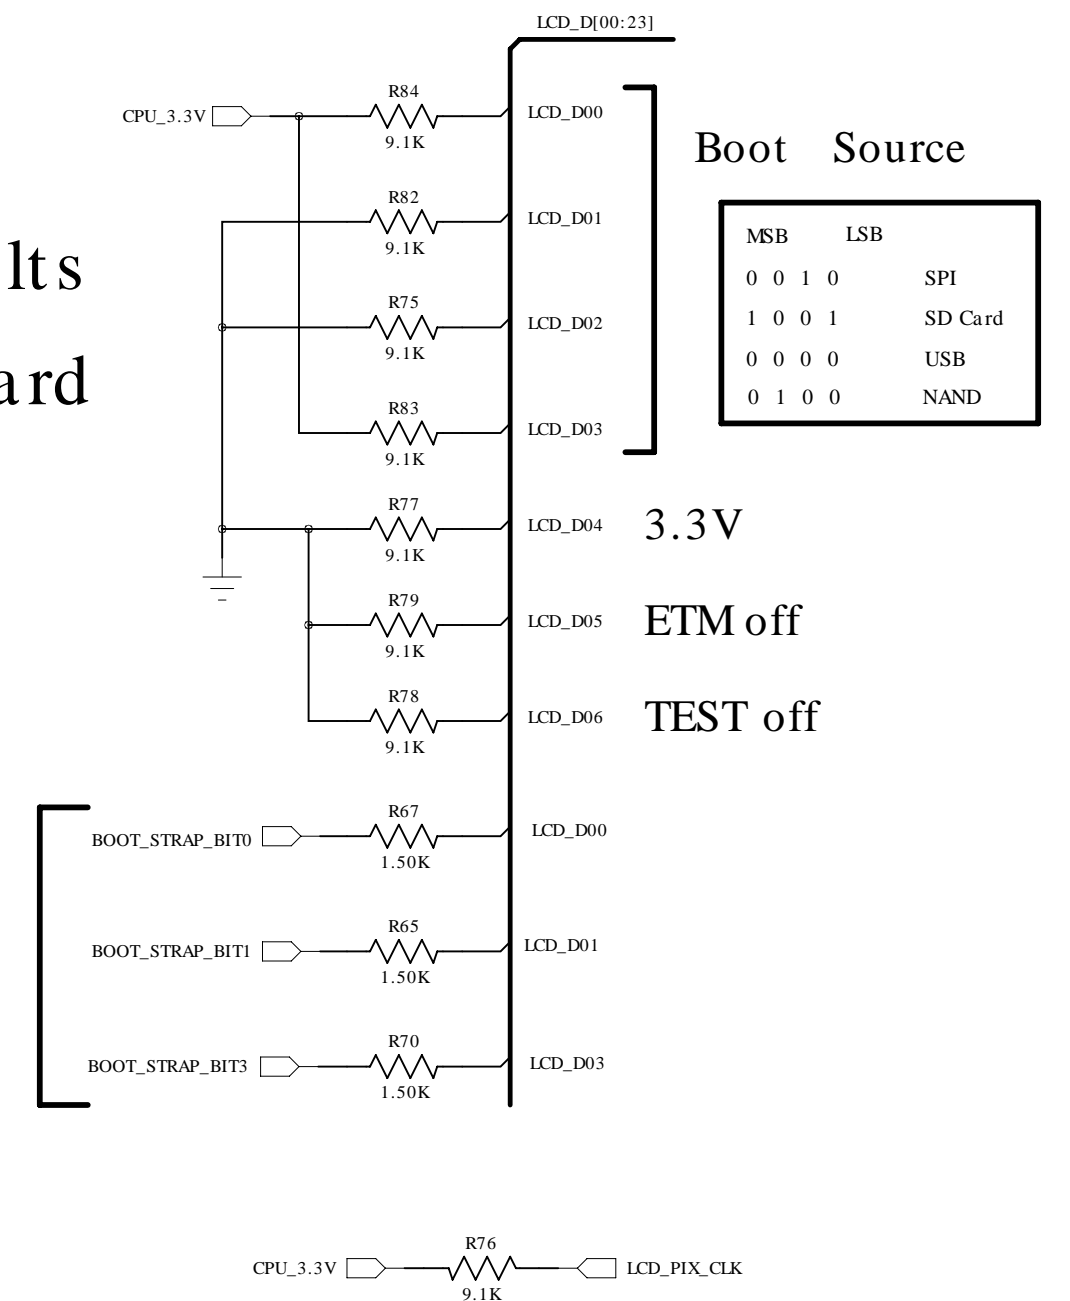 LCD_D[00:23]
R84
CPU_3.3V
9.1K
LCD_D00
Boot Source
R82
9.1K
LCD_D01
MSB LSB
0 0 1 0 SPI
1 0 0 1 SD Card
0 0 0 0 USB
0 1 0 0 NAND
lts
R75
9.1K
LCD_D02
ard
R83
9.1K
LCD_D03
R77
9.1K
LCD_D04
3.3V
R79
9.1K
LCD_D05
ETM off
R78
9.1K
LCD_D06
TEST off
R67
BOOT_STRAP_BIT0
1.50K
LCD_D00
R65
BOOT_STRAP_BIT1
1.50K
LCD_D01
R70
BOOT_STRAP_BIT3
1.50K
LCD_D03
R76
CPU_3.3V
9.1K
LCD_PIX_CLK